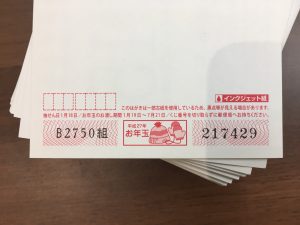 インクジェット紙
このはがきは一部古紙を使用しているため、黒点等が見える場合があります。
抽せん日1月18日／お年玉のお渡し期間1月19日〜7月21日／くじ番号を切り取らずに郵便局へお持ちください。
B2750組
平成27年
お年玉
217429